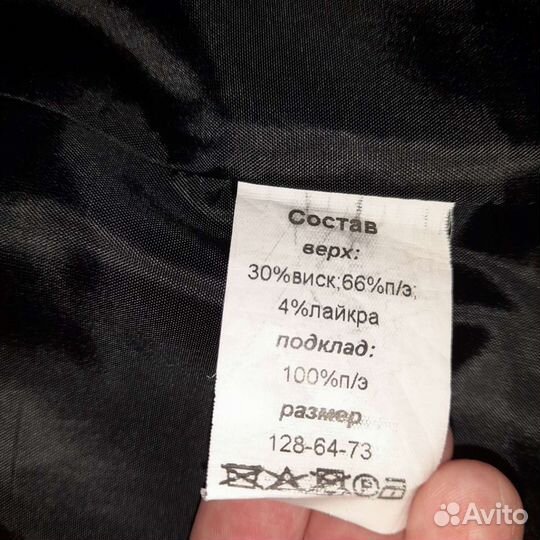 Состав
верх:
30%виск;66%п/э;
4%лайкра
подклад:
100%п/э
размер
128-64-73
Avito